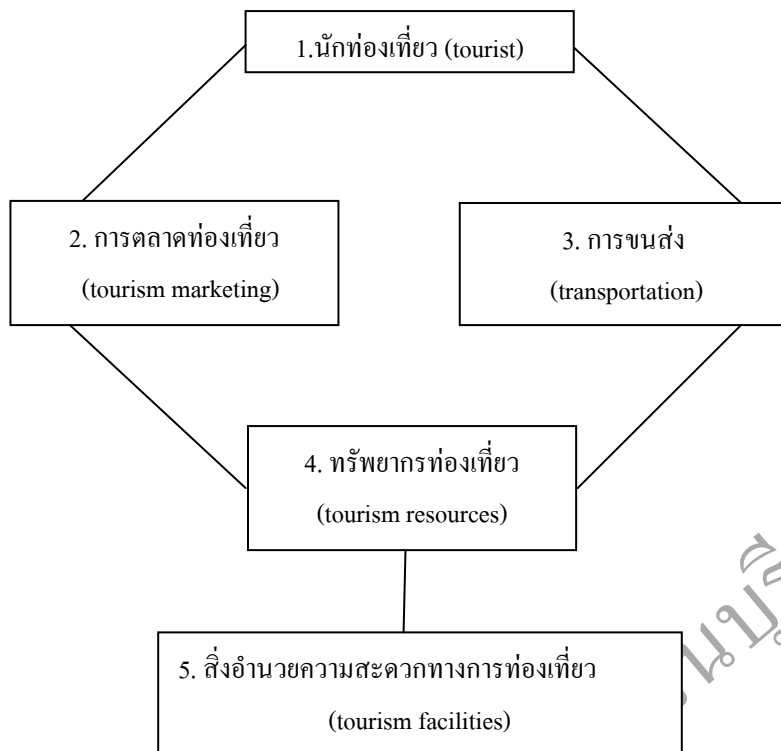 1.นักท่องเที่ยว (tourist)
2. การตลาดท่องเที่ยว
(tourism marketing)
3. การขนส่ง
(transportation)
4. ทรัพยากรท่องเที่ยว
(tourism resources)
5. สิ่งอำนวยความสะดวกทางการท่องเที่ยว
(tourism facilities)